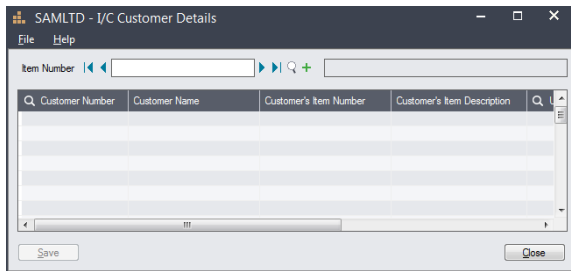 SAMLTD - I/C Customer Details
File Help
Item Number
Customer Number Customer Name Customer's Item Number Customer's Item Description
Save Close